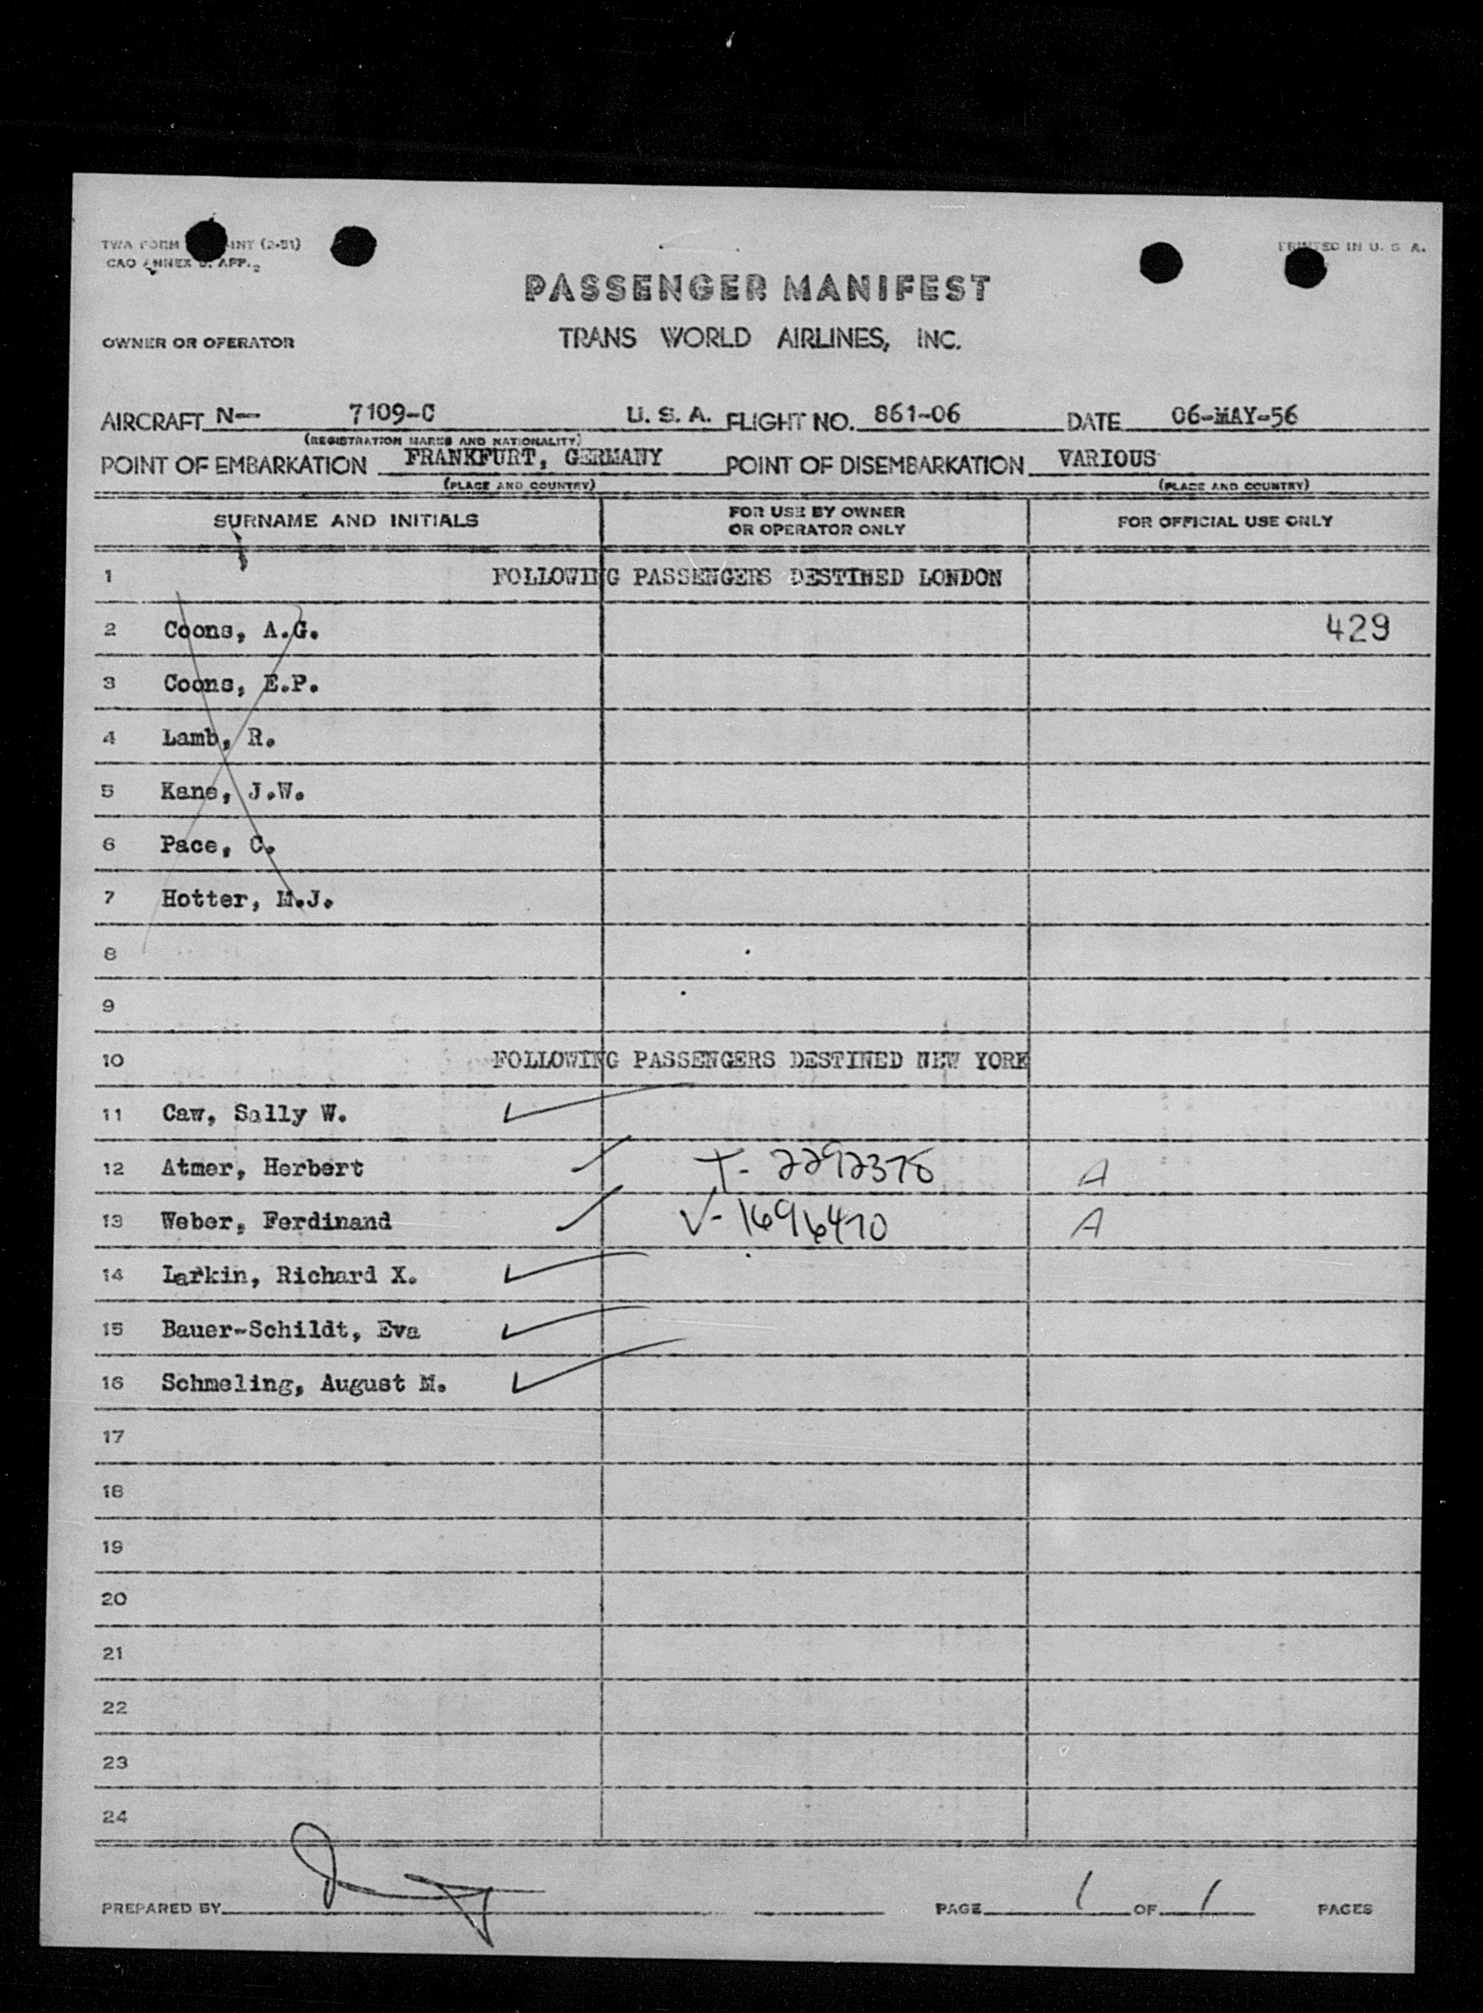 TWA FORM INT (2-51)
PRINTED IN U. S. A.
CAO ANNEX APP. 2
PASSENGER MANIFEST
OWNER OR OPERATOR
TRANS WORLD AIRLINES, INC.
AIRCRAFT N-- 7109-C U. S. A. FLIGHT NO. 861-06 DATE 06-MAY-56
(REGISTRATION MARKS AND NATIONALITY)
POINT OF EMBARKATION FRANKFURT, GERMANY POINT OF DISEMBARKATION VARIOUS
(PLACE AND COUNTRY) (PLACE AND COUNTRY)
SURNAME AND INITIALS FOR USE BY OWNER OR OPERATOR ONLY FOR OFFICIAL USE ONLY
1 FOLLOWING PASSENGERS DESTINED LONDON
2 Coons, A.G. 429
3 Coons, E.P.
4 Lamb, R.
5 Kane, J.W.
6 Pace, C.
7 Hotter, M.J.
8
9
10 FOLLOWING PASSENGERS DESTINED NEW YORK
11 Caw, Sally W.
12 Atmer, Herbert T-2292378 A
13 Weber, Ferdinand V-1696470 A
14 Larkin, Richard X.
15 Bauer-Schildt, Eva
16 Schmeling, August M.
17
18
19
20
21
22
23
24
PREPARED BY PAGE 1 OF 1 PAGES